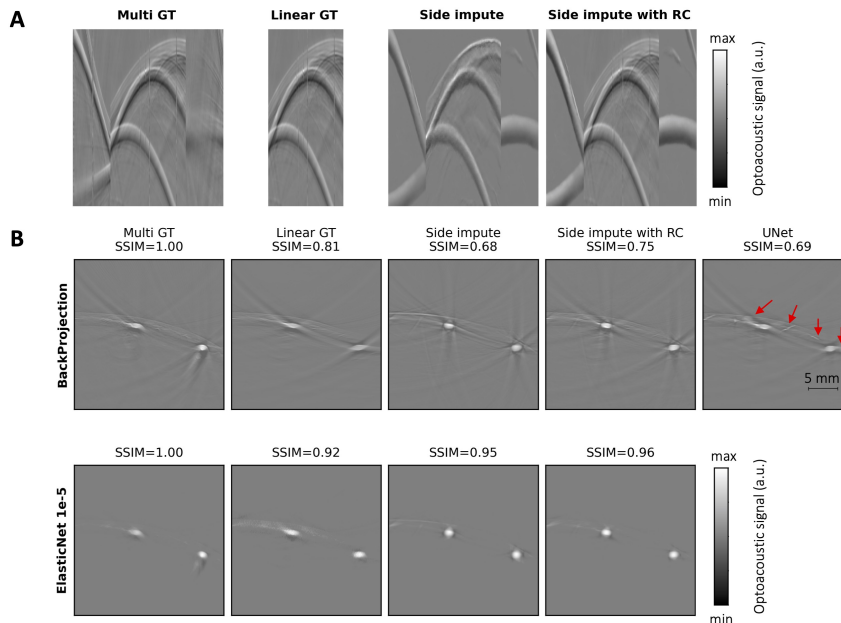 A
Multi GT
Linear GT
Side impute
Side impute with RC
max
Optoacoustic signal (a.u.)
min
B
Multi GT
SSIM=1.00
Linear GT
SSIM=0.81
Side impute
SSIM=0.68
Side impute with RC
SSIM=0.75
UNet
SSIM=0.69
BackProjection
5 mm
SSIM=1.00
SSIM=0.92
SSIM=0.95
SSIM=0.96
ElasticNet 1e-5
max
Optoacoustic signal (a.u.)
min